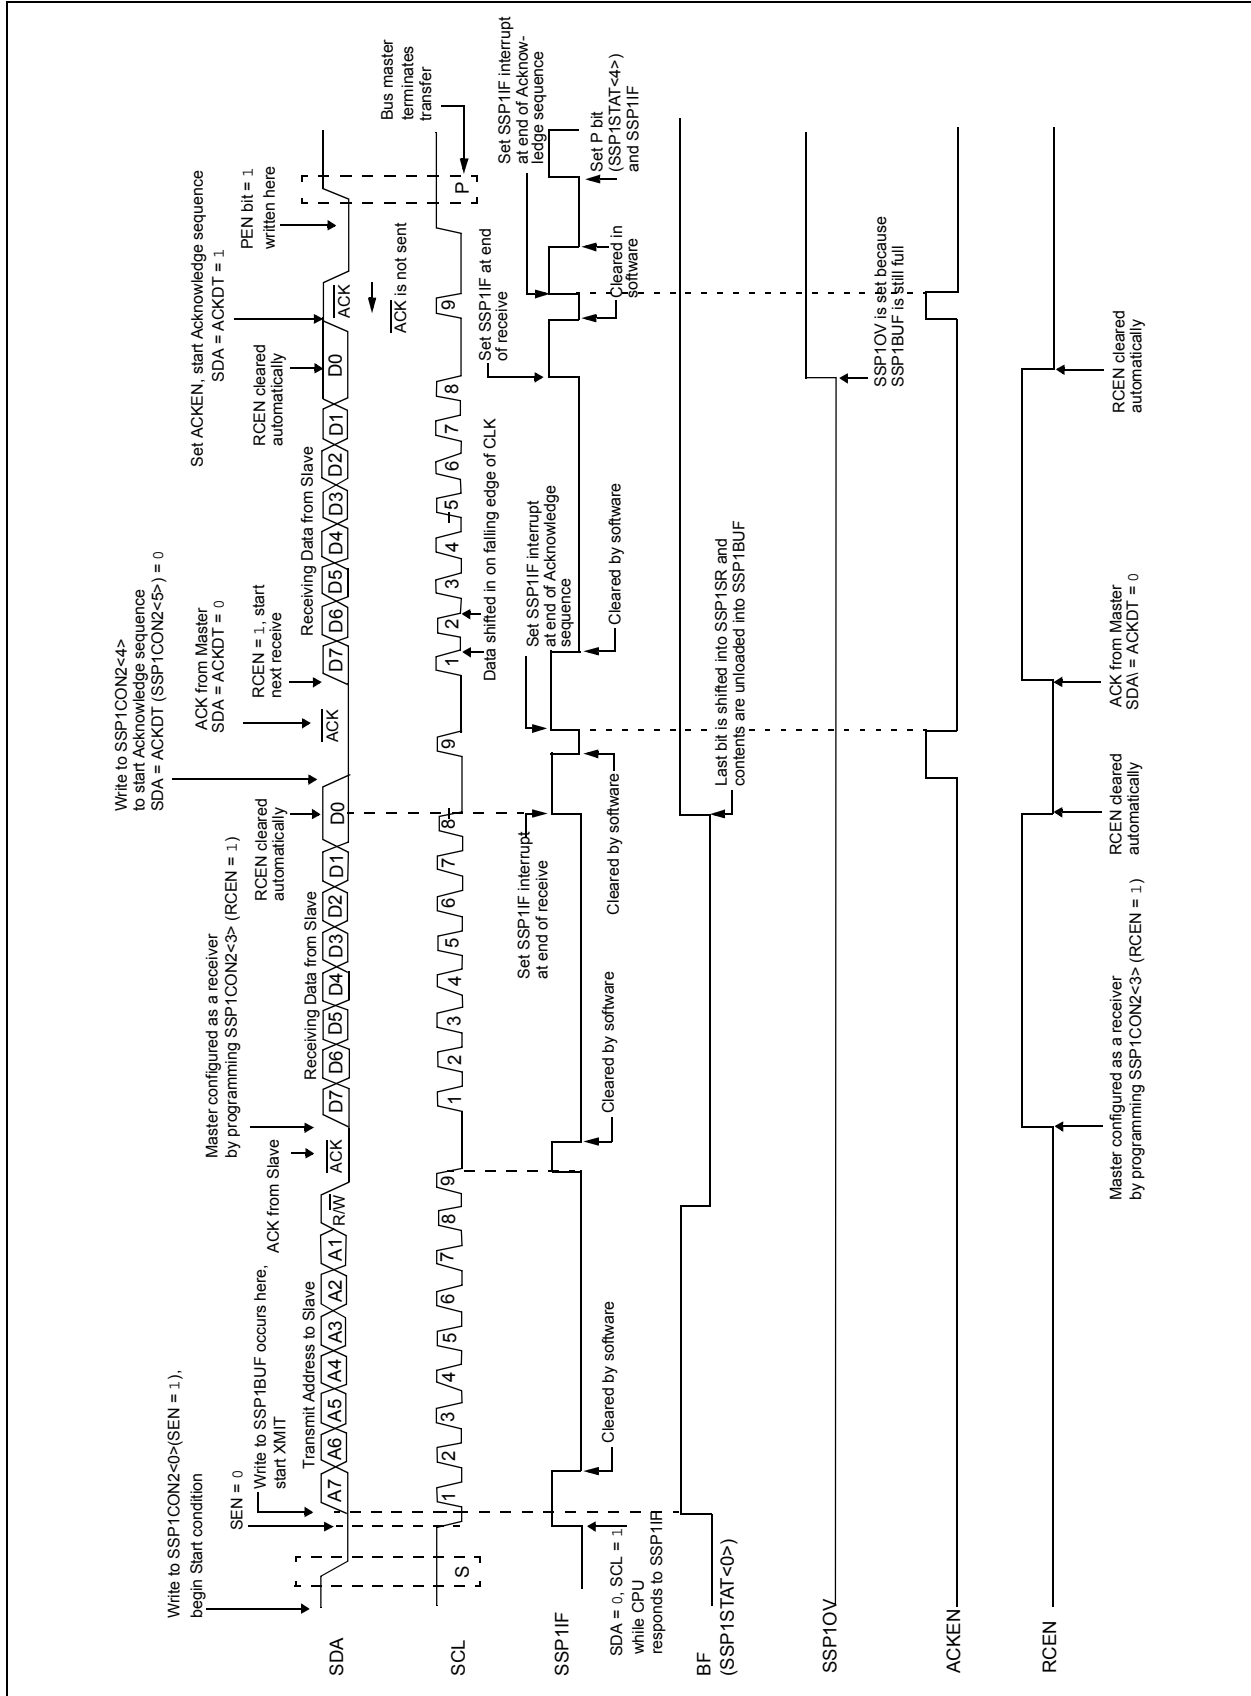 Write to SSP1CON2<0>(SEN = 1),
begin Start condition
SEN = 0
Write to SSP1BUF occurs here,
start XMIT
ACK from Slave
Master configured as a receiver
by programming SSP1CON2<3> (RCEN = 1)
RCEN cleared
automatically
Write to SSP1CON2<4>
to start Acknowledge sequence
SDA = ACKDT (SSP1CON2<5>) = 0
ACK from Master
SDA = ACKDT = 0
RCEN = 1, start
next receive
RCEN cleared
automatically
Set ACKEN, start Acknowledge sequence
SDA = ACKDT = 1
PEN bit = 1
written here
Transmit Address to Slave
Receiving Data from Slave
Receiving Data from Slave
SDA
A7 A6 A5 A4 A3 A2 A1 R/W ACK D7 D6 D5 D4 D3 D2 D1 D0 ACK D7 D6 D5 D4 D3 D2 D1 D0 ACK
ACK is not sent
Bus master
terminates
transfer
SCL
S 1 2 3 4 5 6 7 8 9 1 2 3 4 5 6 7 8 9 1 2 3 4 5 6 7 8 9 P
Data shifted in on falling edge of CLK
Set SSP1IF interrupt
at end of receive
Set SSP1IF interrupt
at end of Acknowledge
sequence
Set SSP1IF at end
of receive
Set SSP1IF interrupt
at end of Acknow-
ledge sequence
SSP1IF
SDA = 0, SCL = 1
while CPU
responds to SSP1IF
Cleared by software
Cleared by software
Cleared by software
Cleared by software
Cleared in
software
Set P bit
(SSP1STAT<4>)
and SSP1IF
BF
(SSP1STAT<0>)
Last bit is shifted into SSP1SR and
contents are unloaded into SSP1BUF
SSP1OV
SSP1OV is set because
SSP1BUF is still full
ACKEN
RCEN
Master configured as a receiver
by programming SSP1CON2<3> (RCEN = 1)
RCEN cleared
automatically
ACK from Master
SDA\ = ACKDT = 0
RCEN cleared
automatically